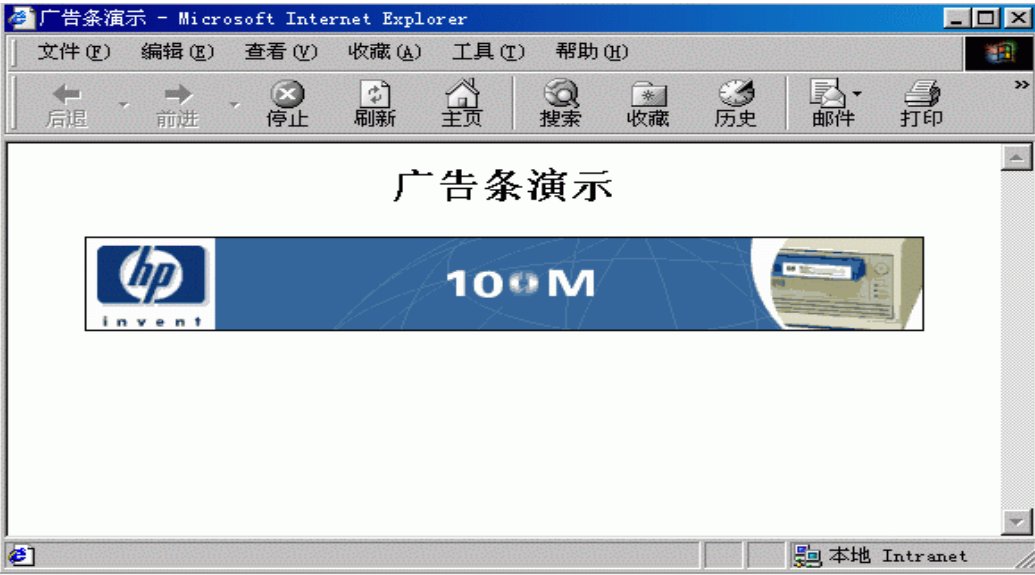 广告条演示 - Microsoft Internet Explorer
文件(F) 编辑(E) 查看(V) 收藏(A) 工具(T) 帮助(H)
后退 前进 停止 刷新 主页 搜索 收藏 历史 邮件 打印 »
广告条演示
hp
invent
100M
本地 Intranet